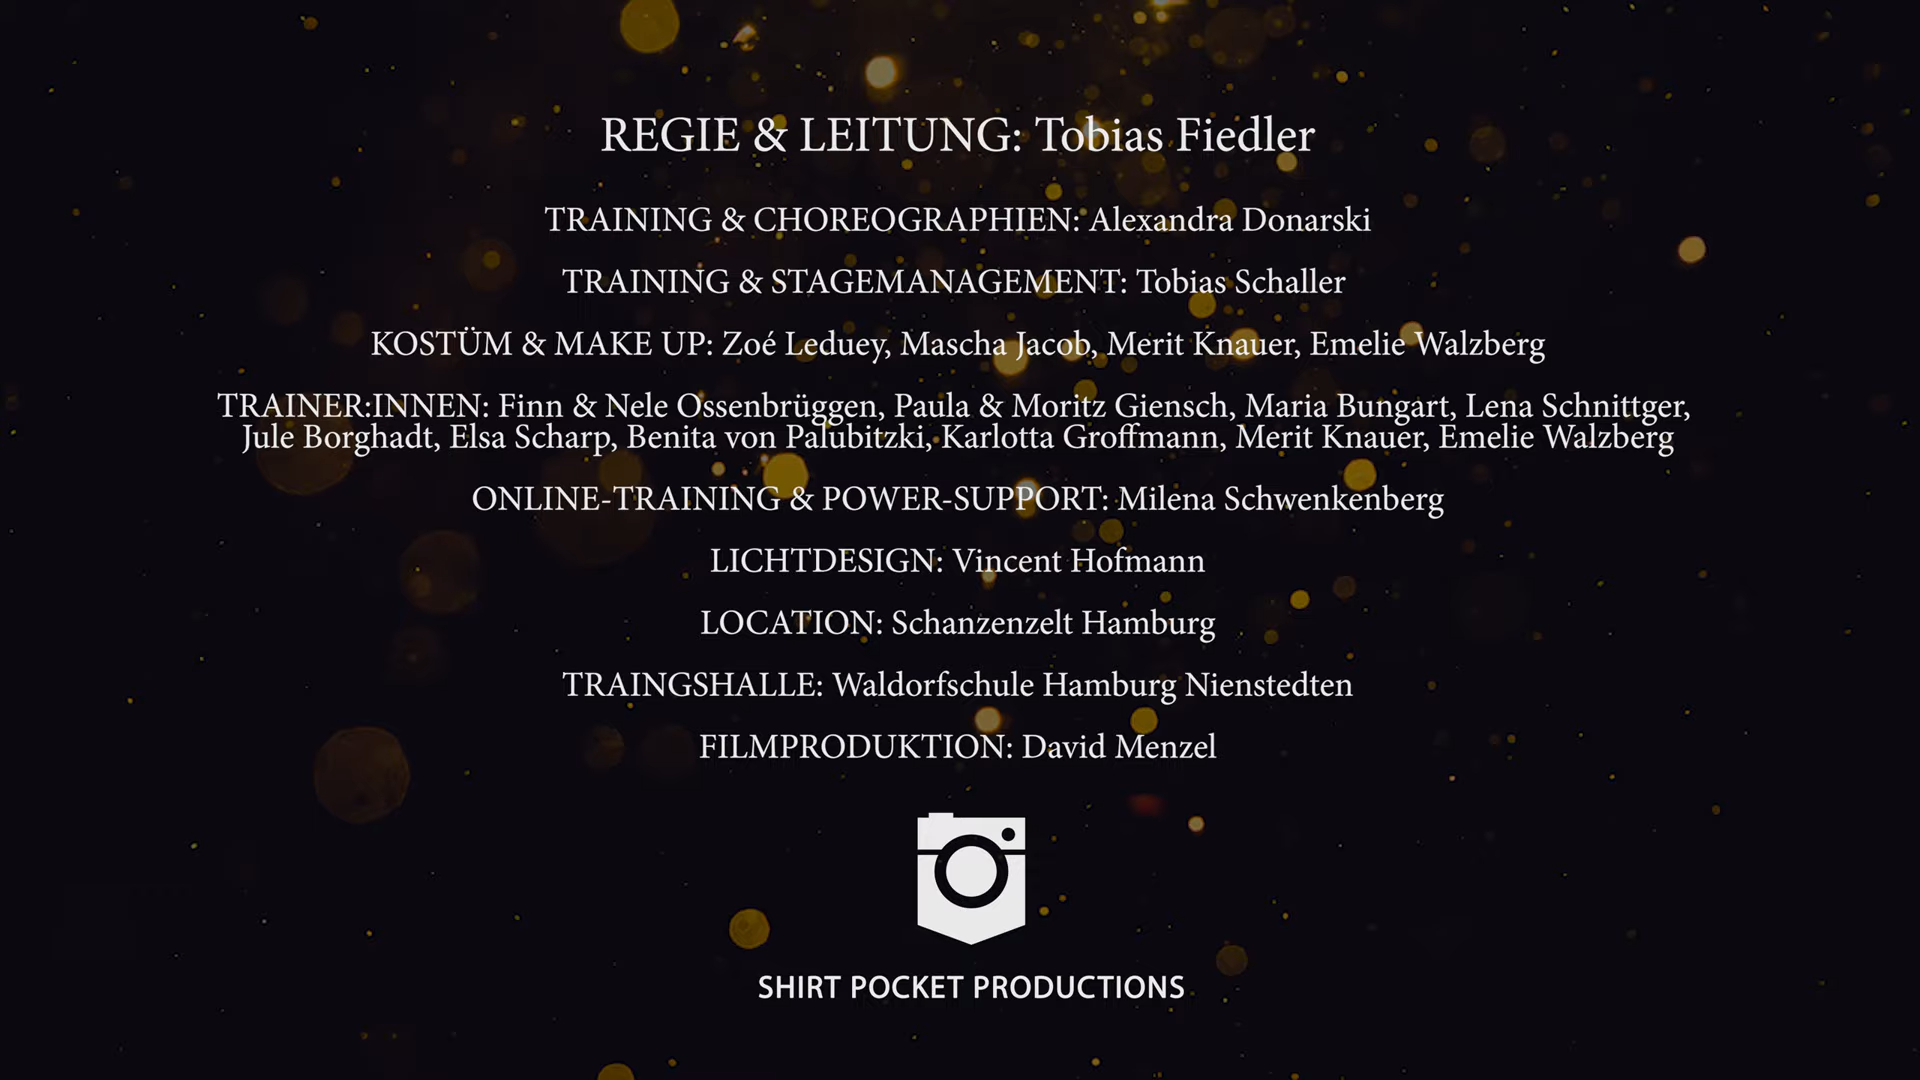 REGIE & LEITUNG: Tobias Fiedler
TRAINING & CHOREOGRAPHIEN: Alexandra Donarski
TRAINING & STAGEMANAGEMENT: Tobias Schaller
KOSTÜM & MAKE UP: Zoé Leduey, Mascha Jacob, Merit Knauer, Emelie Walzberg
TRAINER:INNEN: Finn & Nele Ossenbrüggen, Paula & Moritz Giensch, Maria Bungart, Lena Schnittger,
Jule Borghadt, Elsa Scharp, Benita von Palubitzki, Karlotta Groffmann, Merit Knauer, Emelie Walzberg
ONLINE-TRAINING & POWER-SUPPORT: Milena Schwenkenberg
LICHTDESIGN: Vincent Hofmann
LOCATION: Schanzenzelt Hamburg
TRAINGSHALLE: Waldorfschule Hamburg Nienstedten
FILMPRODUKTION: David Menzel
SHIRT POCKET PRODUCTIONS